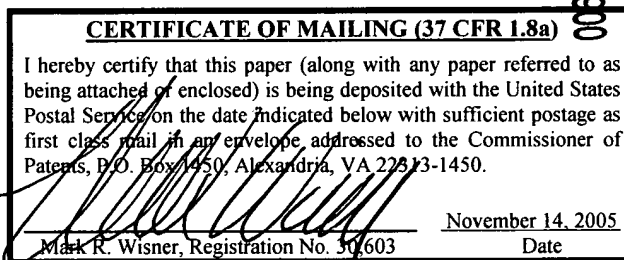 CERTIFICATE OF MAILING (37 CFR 1.8a)
I hereby certify that this paper (along with any paper referred to as
being attached or enclosed) is being deposited with the United States
Postal Service on the date indicated below with sufficient postage as
first class mail in an envelope addressed to the Commissioner of
Patents, P.O. Box 1450, Alexandria, VA 22313-1450.
November 14, 2005
Mark R. Wisner, Registration No. 30,603 Date